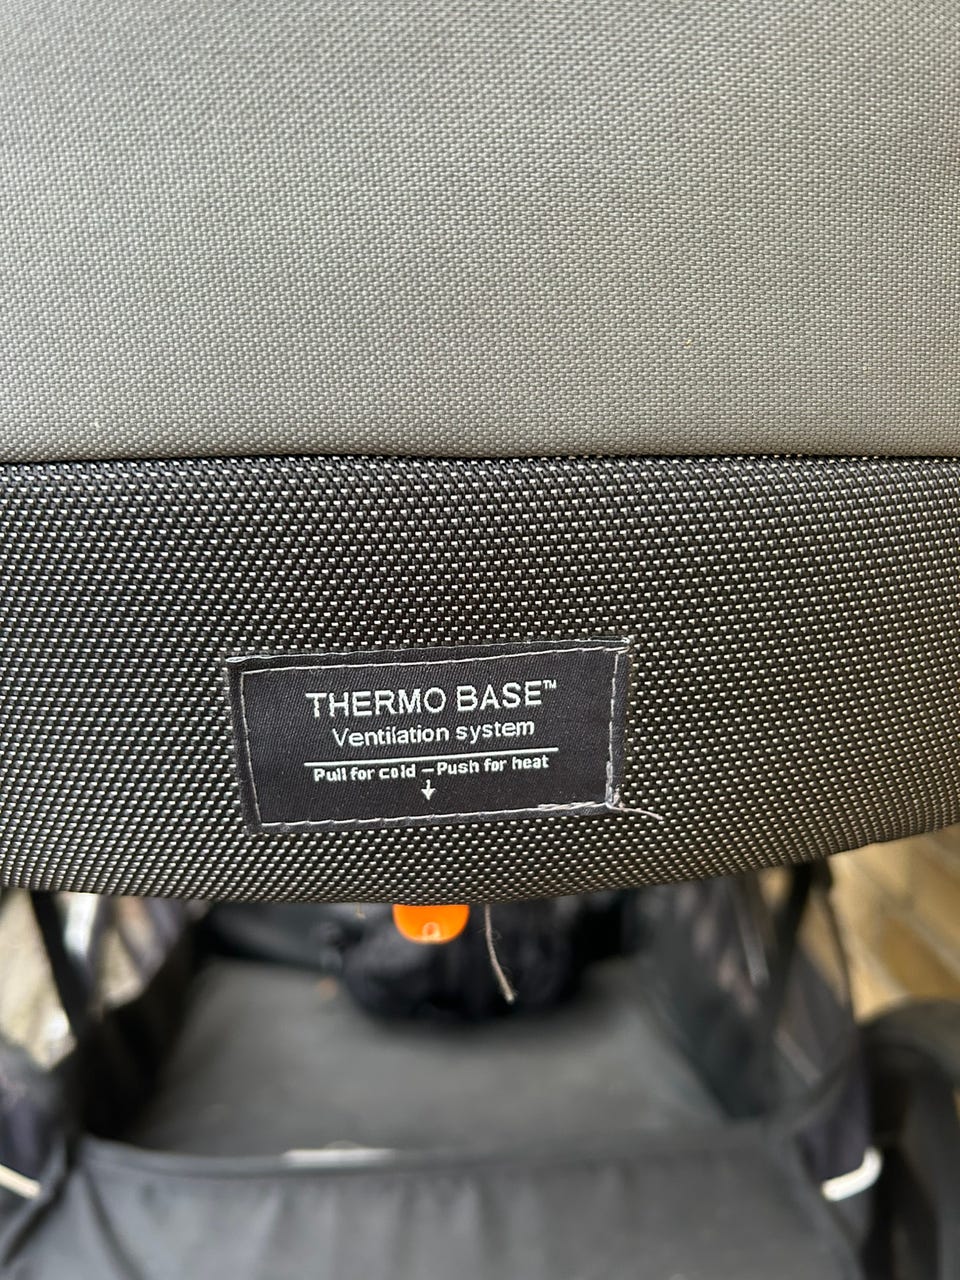 THERMO BASE™
Ventilation system
Pull for cold – Push for heat